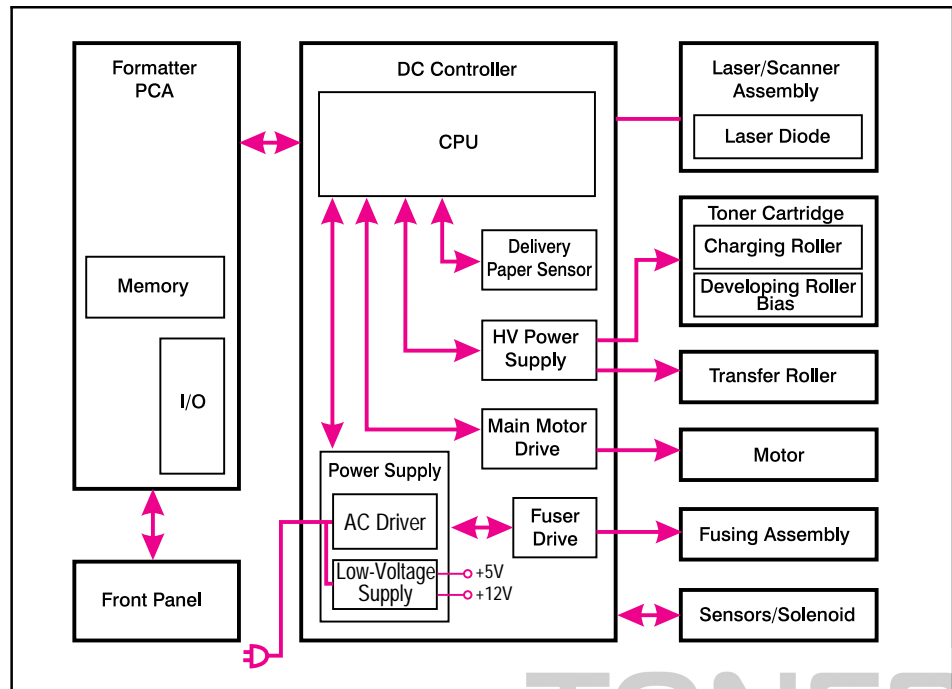 Formatter
PCA
Memory
I/O
Front Panel
DC Controller
CPU
Delivery
Paper Sensor
HV Power
Supply
Main Motor
Drive
Power Supply
AC Driver
Low-Voltage
Supply
+5V
+12V
Fuser
Drive
Laser/Scanner
Assembly
Laser Diode
Toner Cartridge
Charging Roller
Developing Roller
Bias
Transfer Roller
Motor
Fusing Assembly
Sensors/Solenoid